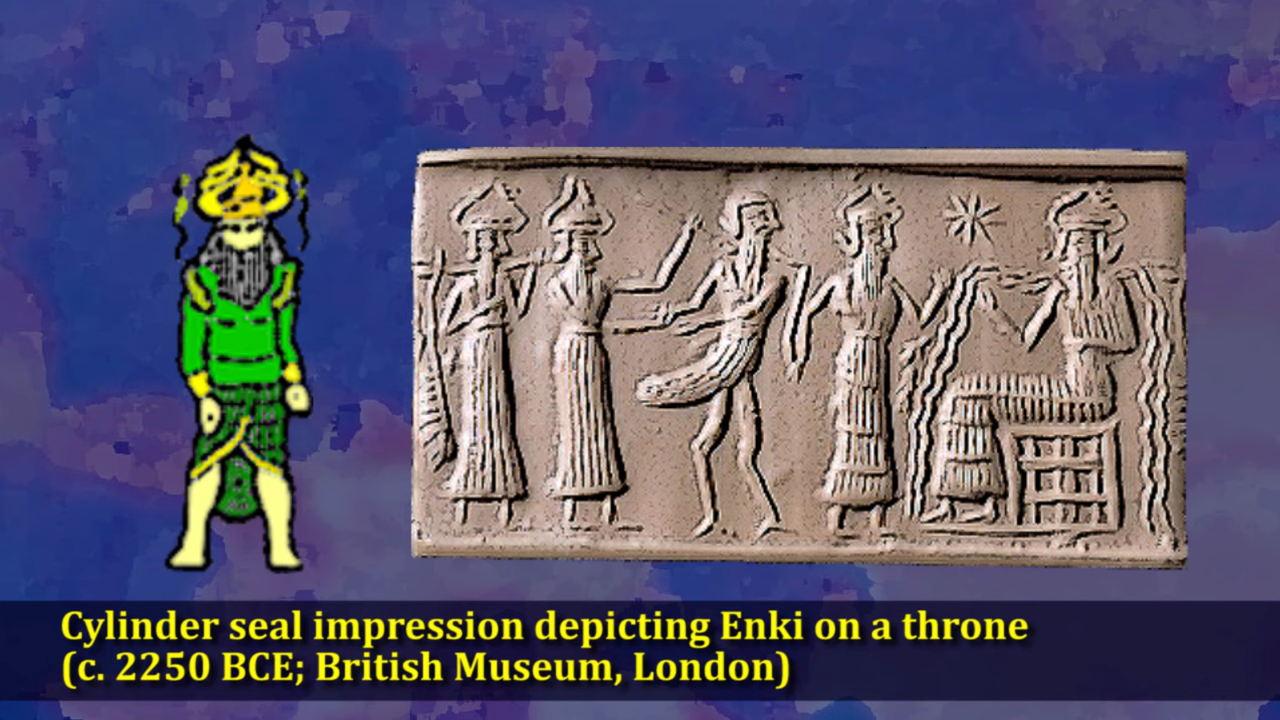 Cylinder seal impression depicting Enki on a throne
(c. 2250 BCE; British Museum, London)